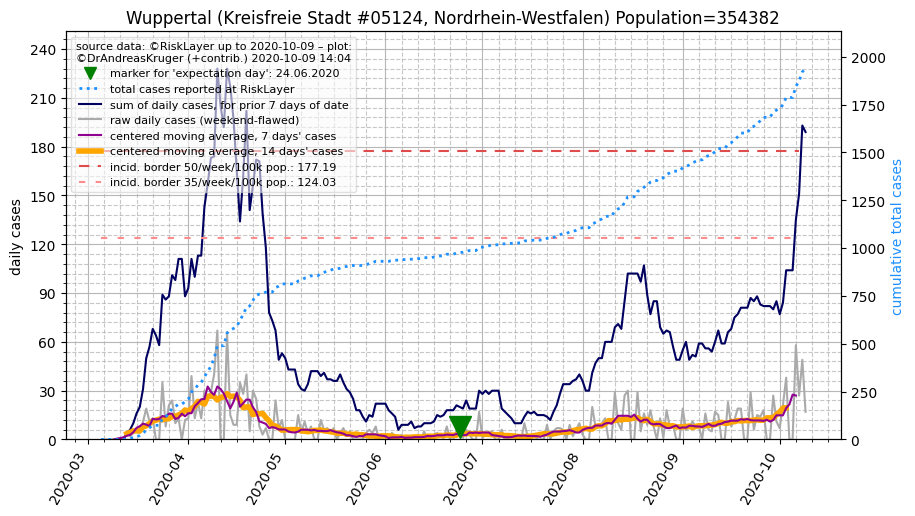 Wuppertal (Kreisfreie Stadt #05124, Nordrhein-Westfalen) Population=354382
source data: ©RiskLayer up to 2020-10-09 – plot:
©DrAndreasKruger (+contrib.) 2020-10-09 14:04
marker for 'expectation day': 24.06.2020
total cases reported at RiskLayer
sum of daily cases, for prior 7 days of date
raw daily cases (weekend-flawed)
centered moving average, 7 days' cases
centered moving average, 14 days' cases
incid. border 50/week/100k pop.: 177.19
incid. border 35/week/100k pop.: 124.03
daily cases
240
210
180
150
120
90
60
30
0
cumulative total cases
2000
1750
1500
1250
1000
750
500
250
0
2020-03
2020-04
2020-05
2020-06
2020-07
2020-08
2020-09
2020-10